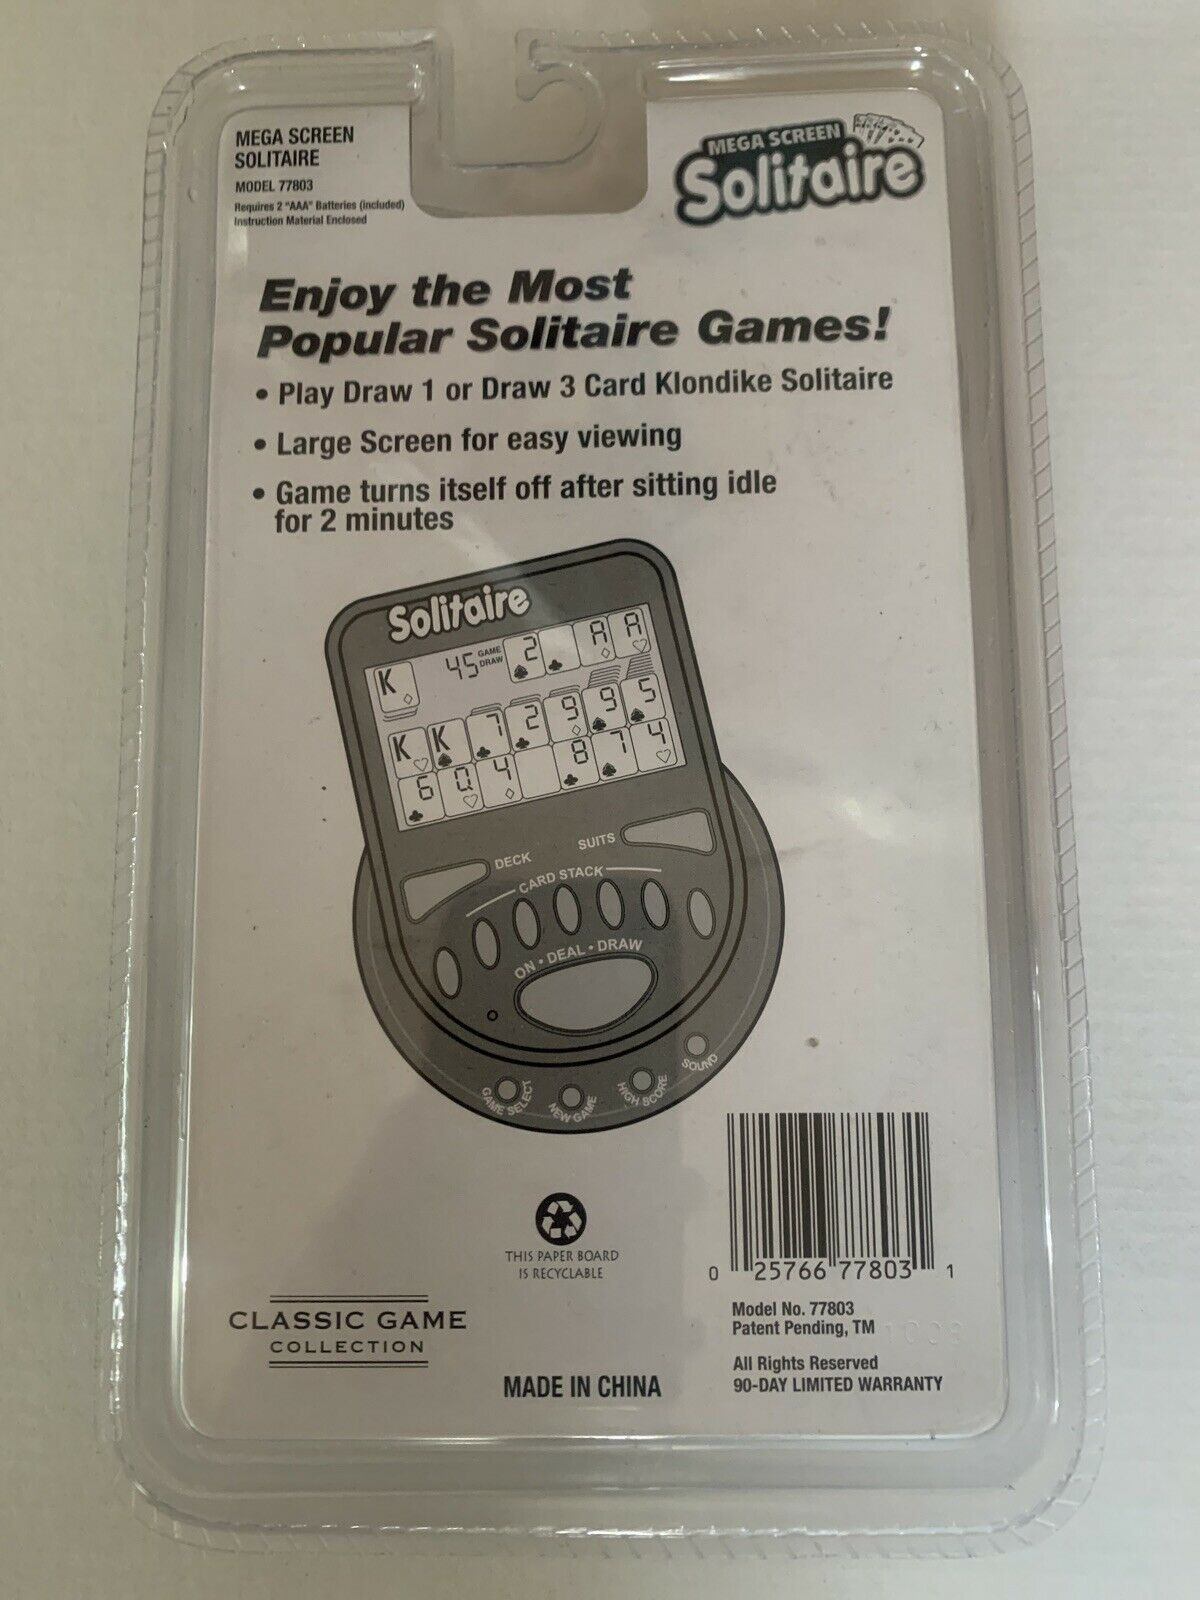 MEGA SCREEN
SOLITAIRE
MODEL 77803
Requires 2 "AAA" Batteries (included)
Instruction Material Enclosed
MEGA SCREEN
Solitaire
Enjoy the Most
Popular Solitaire Games!
• Play Draw 1 or Draw 3 Card Klondike Solitaire
• Large Screen for easy viewing
• Game turns itself off after sitting idle
for 2 minutes
Solitaire
K 45 GAME DRAW 2 A A
K K 7 2 9 9 5
6 Q 4 8 7 4
DECK SUITS
CARD STACK
ON • DEAL • DRAW
GAME SELECT NEW GAME HIGH SCORE SOUND
THIS PAPER BOARD
IS RECYCLABLE
0 25766 77803 1
CLASSIC GAME
COLLECTION
MADE IN CHINA
Model No. 77803
Patent Pending, TM
All Rights Reserved
90-DAY LIMITED WARRANTY